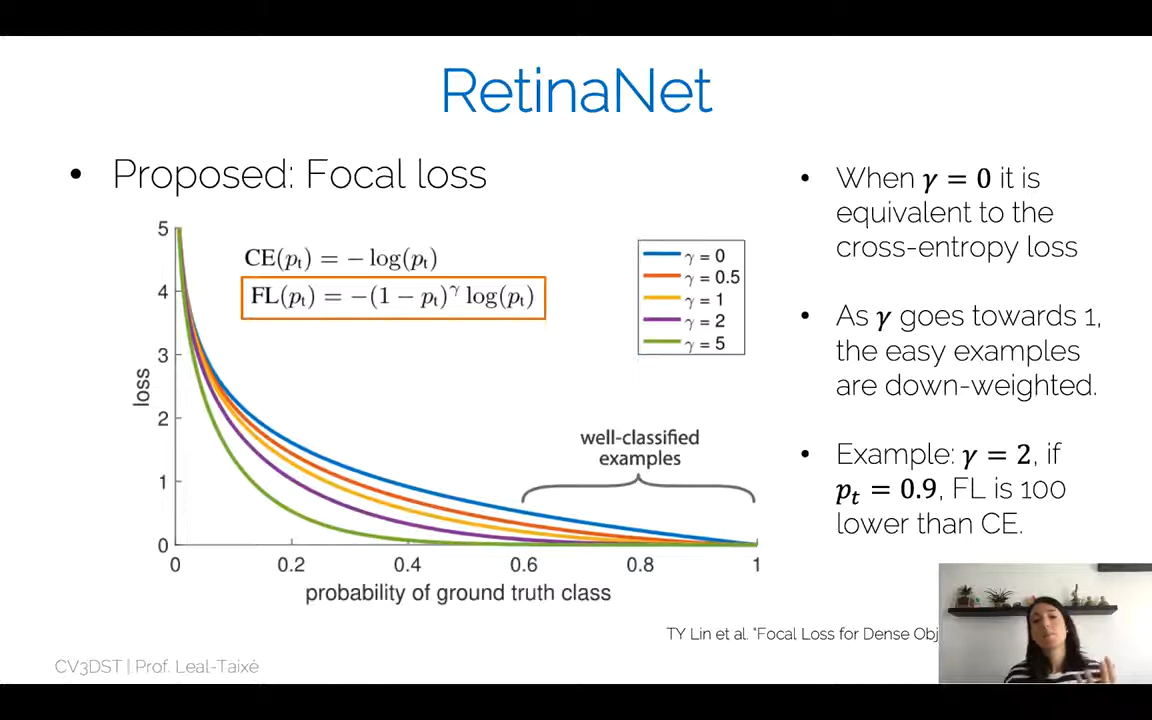 RetinaNet
• Proposed: Focal loss
CE(pt) = − log(pt)
FL(pt) = −(1 − pt)^γ log(pt)
γ = 0
γ = 0.5
γ = 1
γ = 2
γ = 5
well-classified
examples
5
4
3
2
1
0
loss
0 0.2 0.4 0.6 0.8 1
probability of ground truth class
• When γ = 0 it is
equivalent to the
cross-entropy loss
• As γ goes towards 1,
the easy examples
are down-weighted.
• Example: γ = 2, if
pt = 0.9, FL is 100
lower than CE.
TY Lin et al. "Focal Loss for Dense Obj
CV3DST | Prof. Leal-Taixé